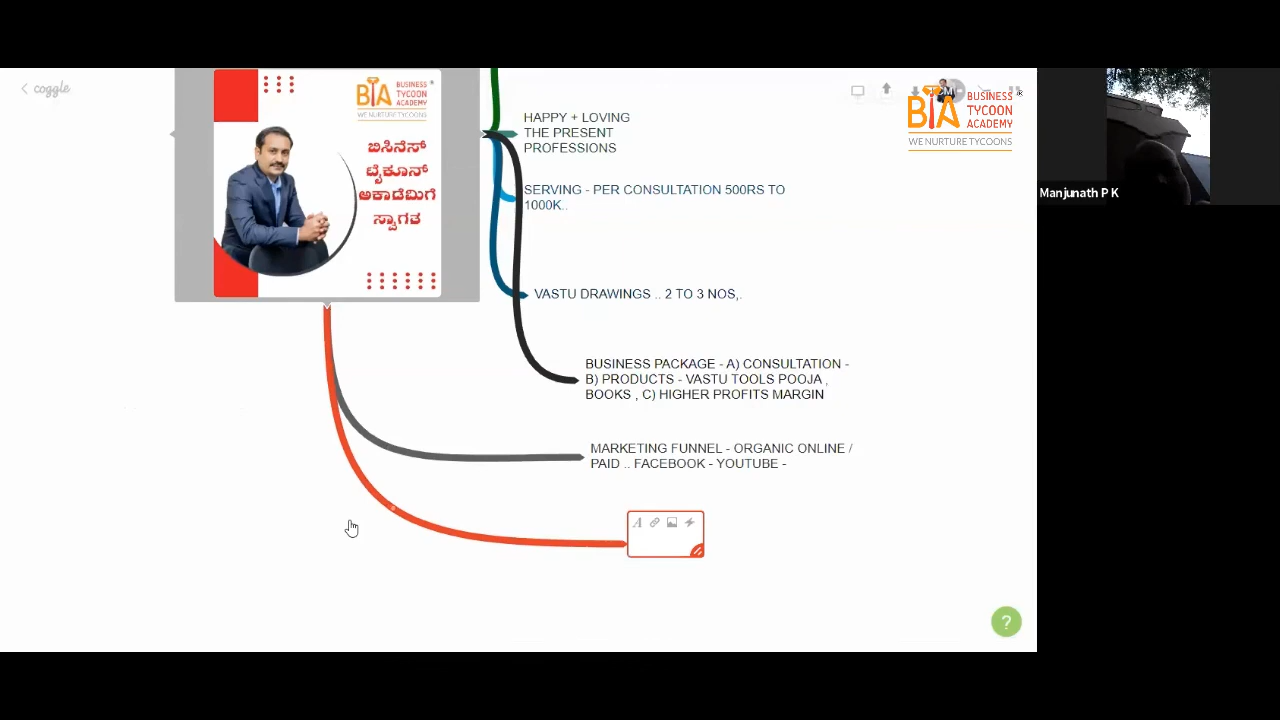 coggle
BUSINESS
TYCOON
ACADEMY
WE NURTURE TYCOONS
ಬಿಸಿನೆಸ್
ಟೈಕೂನ್
ಅಕಾಡೆಮಿಗೆ
ಸ್ವಾಗತ
HAPPY + LOVING
THE PRESENT
PROFESSIONS
SERVING - PER CONSULTATION 500RS TO
1000K..
VASTU DRAWINGS .. 2 TO 3 NOS,.
BUSINESS PACKAGE - A) CONSULTATION -
B) PRODUCTS - VASTU TOOLS POOJA ,
BOOKS , C) HIGHER PROFITS MARGIN
MARKETING FUNNEL - ORGANIC ONLINE /
PAID .. FACEBOOK - YOUTUBE -
BTA BUSINESS
TYCOON
ACADEMY
WE NURTURE TYCOONS
Manjunath P K
?